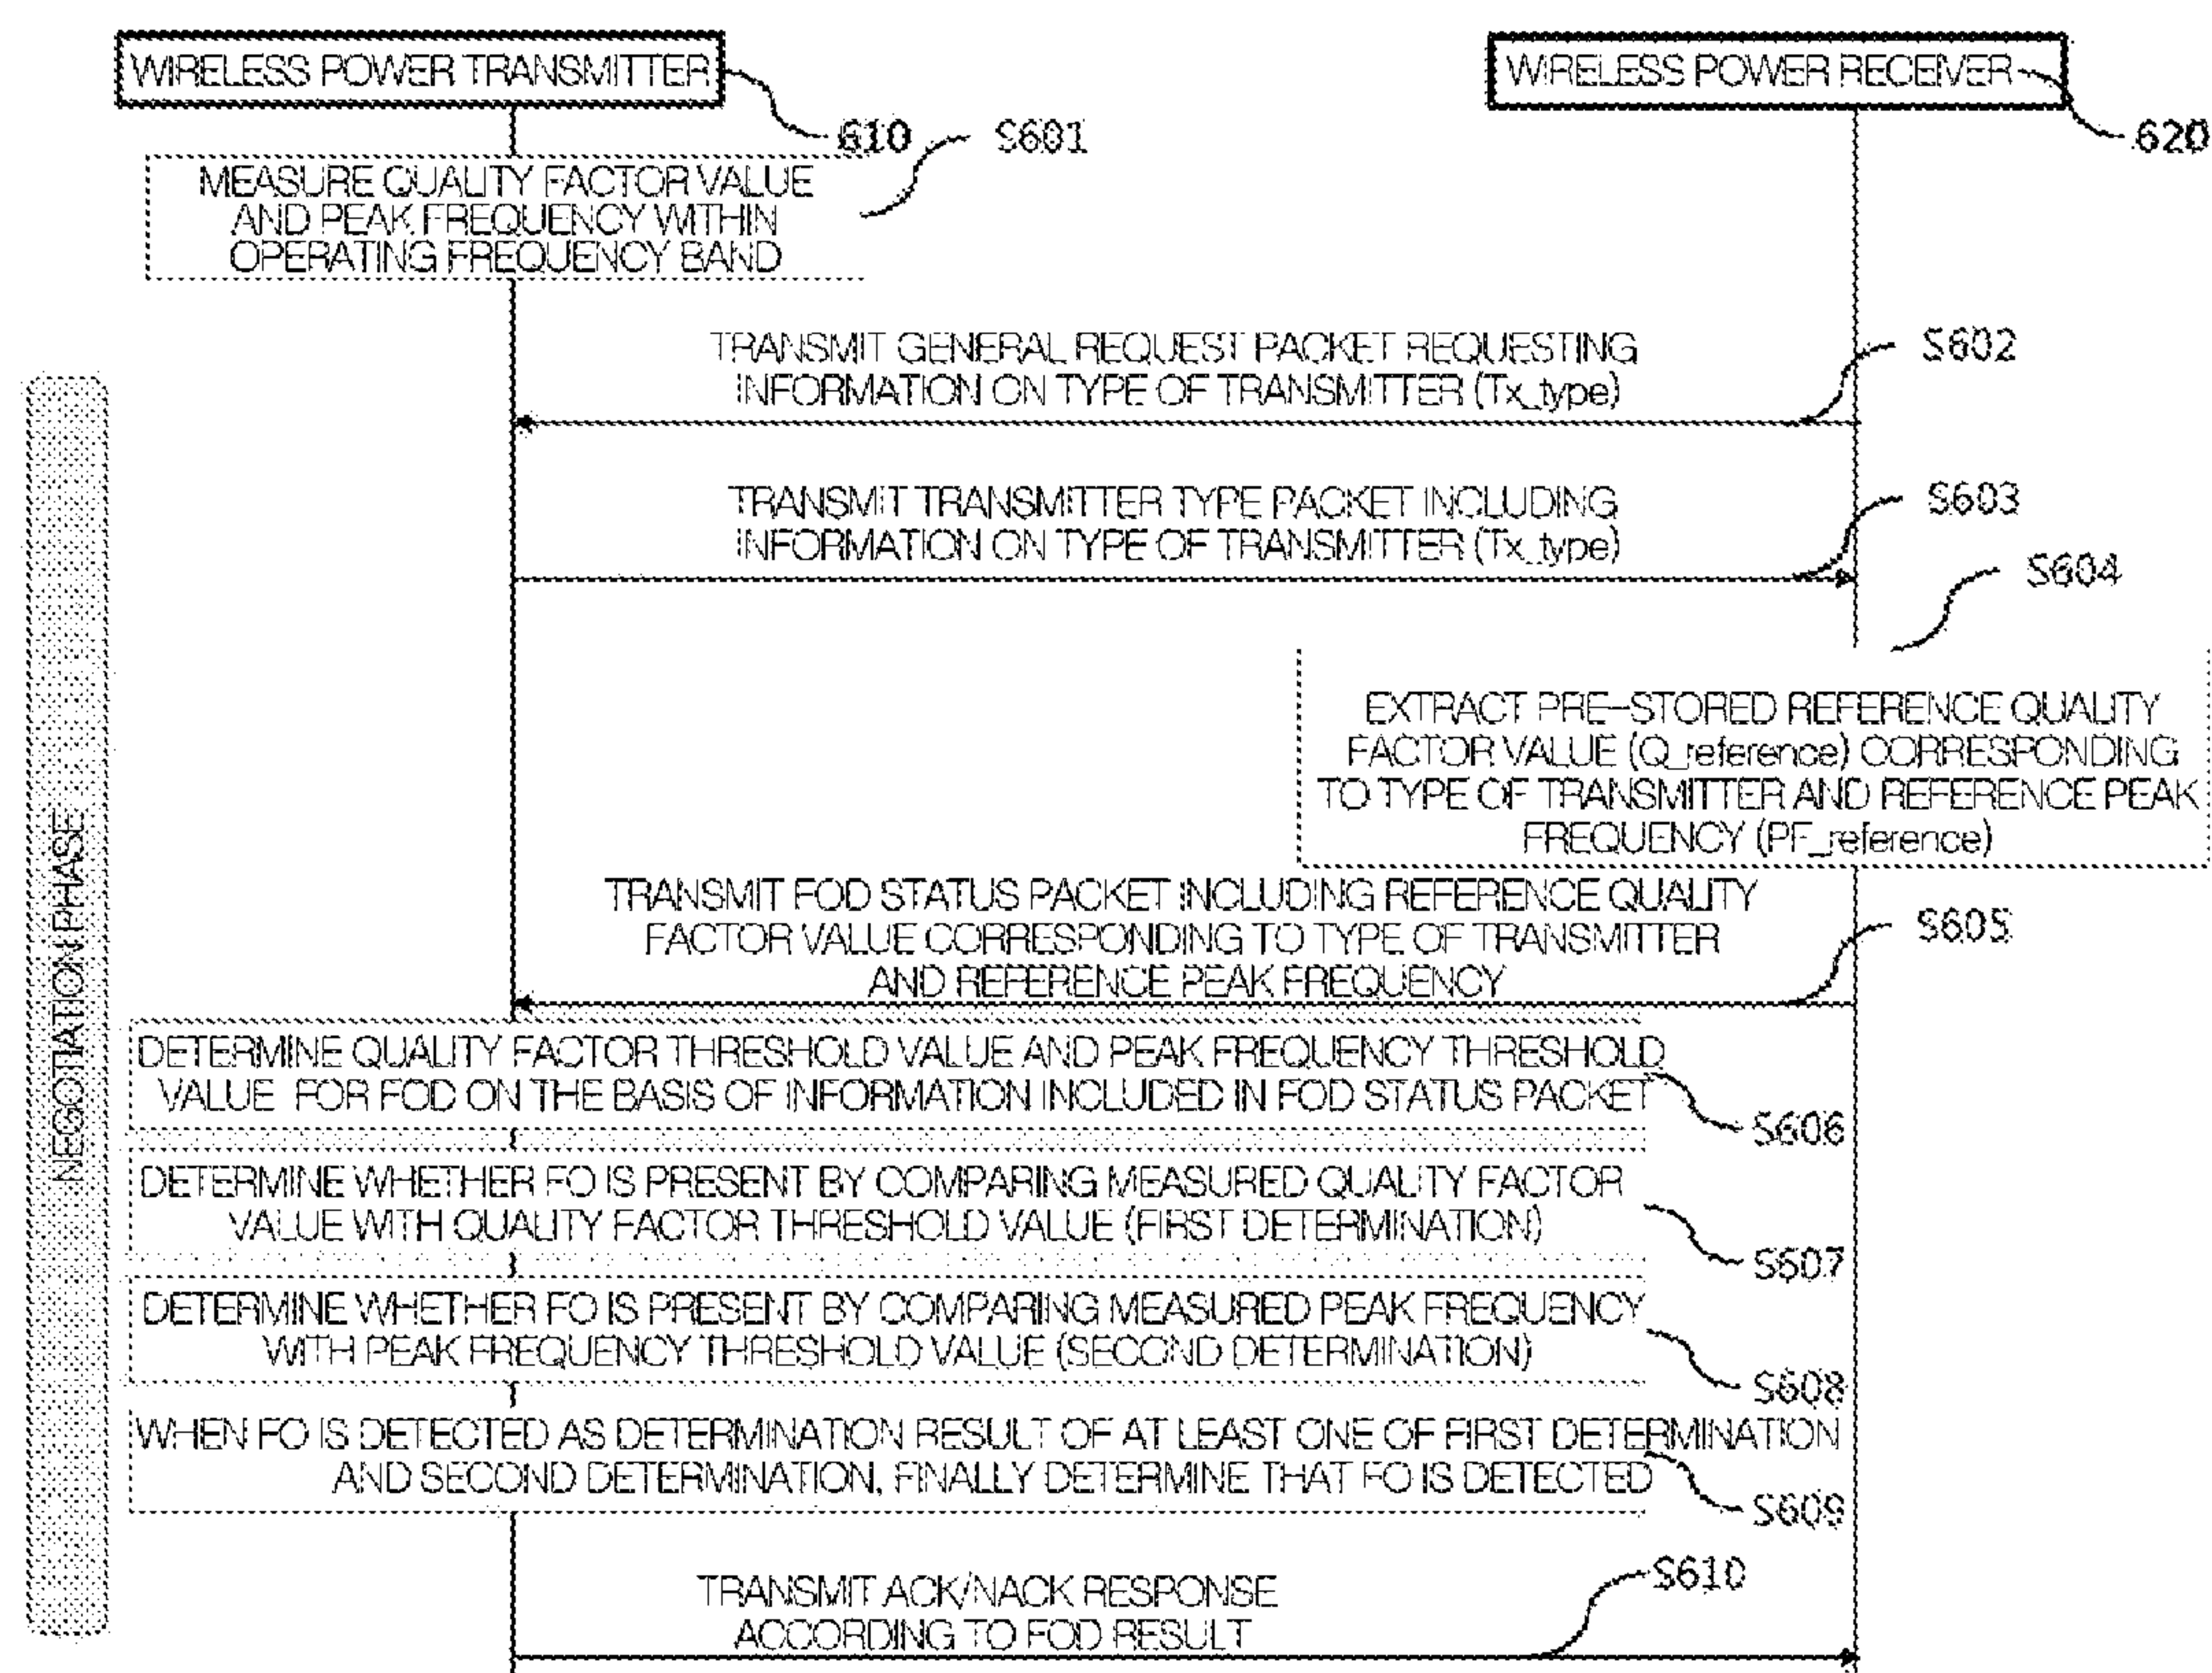 WIRELESS POWER TRANSMITTER
WIRELESS POWER RECEIVER
610
S601
620
MEASURE QUALITY FACTOR VALUE
AND PEAK FREQUENCY WITHIN
OPERATING FREQUENCY BAND
TRANSMIT GENERAL REQUEST PACKET REQUESTING
INFORMATION ON TYPE OF TRANSMITTER (Tx_type)
S602
TRANSMIT TRANSMITTER TYPE PACKET INCLUDING
INFORMATION ON TYPE OF TRANSMITTER (Tx_type)
S603
S604
EXTRACT PRE-STORED REFERENCE QUALITY
FACTOR VALUE (Q_reference) CORRESPONDING
TO TYPE OF TRANSMITTER AND REFERENCE PEAK
FREQUENCY (PF_reference)
NEGOTIATION PHASE
TRANSMIT FOD STATUS PACKET INCLUDING REFERENCE QUALITY
FACTOR VALUE CORRESPONDING TO TYPE OF TRANSMITTER
AND REFERENCE PEAK FREQUENCY
S605
DETERMINE QUALITY FACTOR THRESHOLD VALUE AND PEAK FREQUENCY THRESHOLD
VALUE FOR FOD ON THE BASIS OF INFORMATION INCLUDED IN FOD STATUS PACKET
S606
DETERMINE WHETHER FO IS PRESENT BY COMPARING MEASURED QUALITY FACTOR
VALUE WITH QUALITY FACTOR THRESHOLD VALUE (FIRST DETERMINATION)
S607
DETERMINE WHETHER FO IS PRESENT BY COMPARING MEASURED PEAK FREQUENCY
WITH PEAK FREQUENCY THRESHOLD VALUE (SECOND DETERMINATION)
S608
WHEN FO IS DETECTED AS DETERMINATION RESULT OF AT LEAST ONE OF FIRST DETERMINATION
AND SECOND DETERMINATION, FINALLY DETERMINE THAT FO IS DETECTED
S609
TRANSMIT ACK/NACK RESPONSE
ACCORDING TO FOD RESULT
S610